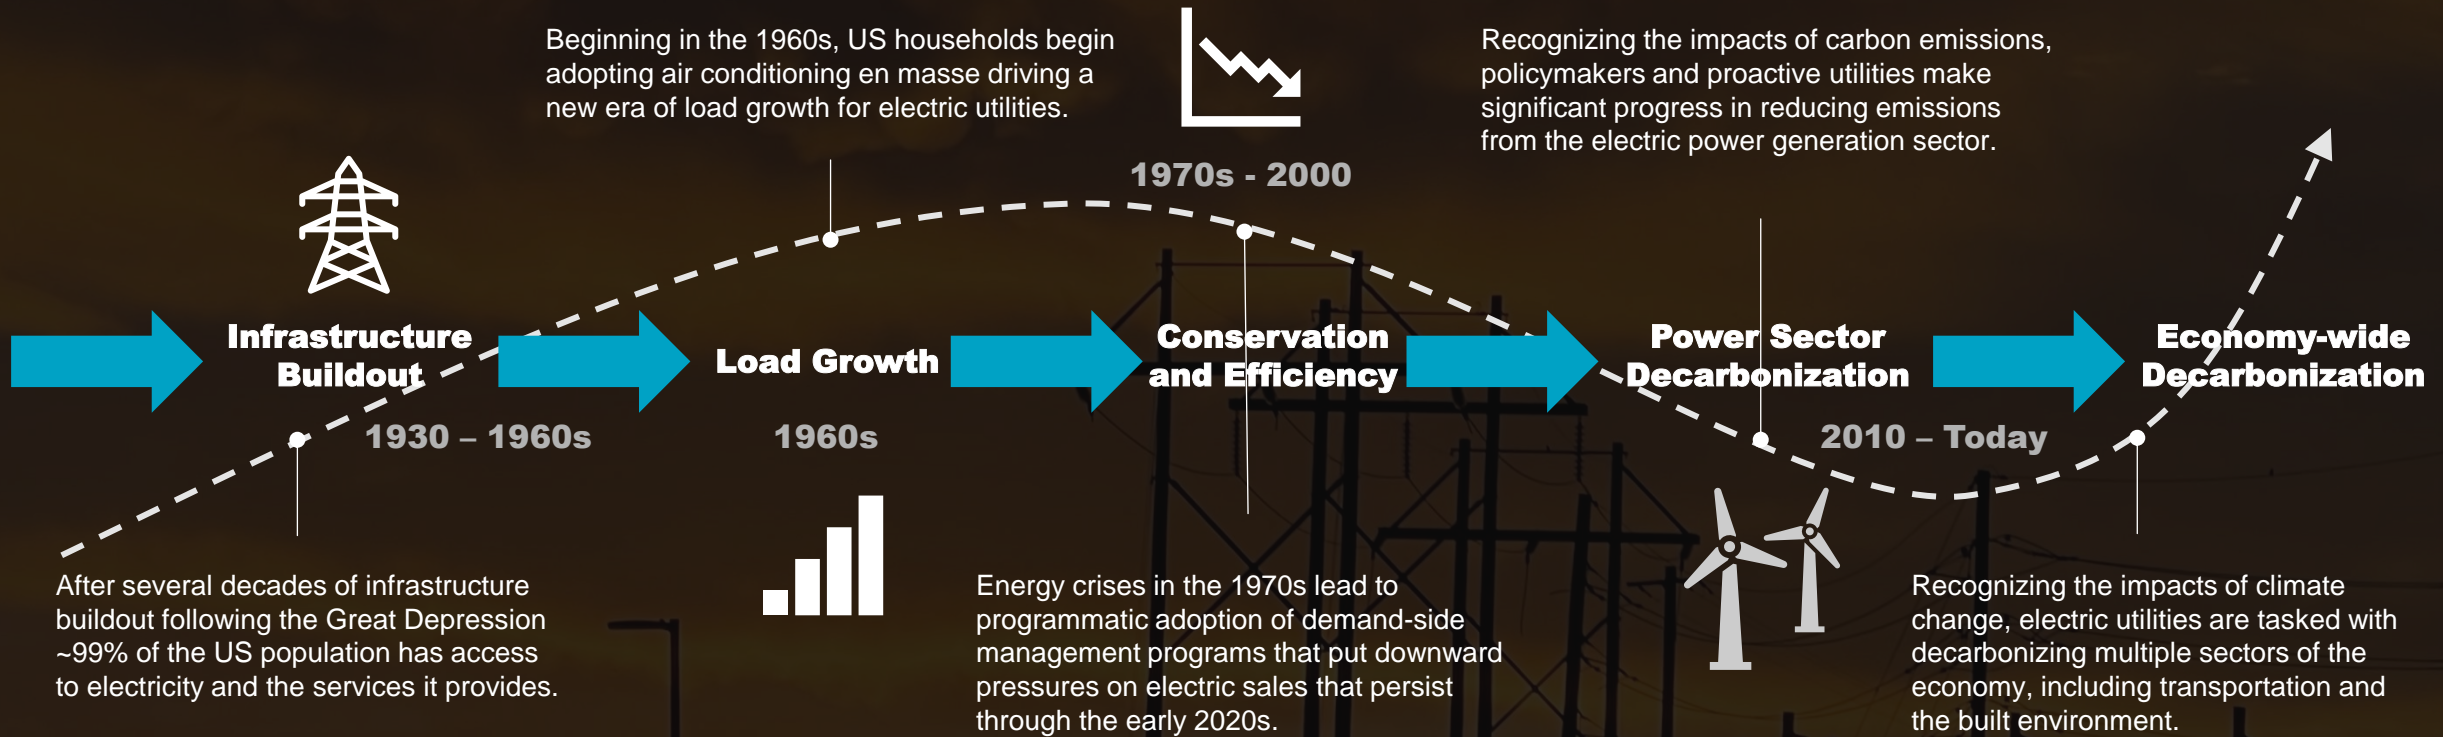 Beginning in the 1960s, US households begin
adopting air conditioning en masse driving a
new era of load growth for electric utilities.
1970s - 2000
Recognizing the impacts of carbon emissions,
policymakers and proactive utilities make
significant progress in reducing emissions
from the electric power generation sector.
Infrastructure
Buildout
1930 – 1960s
Load Growth
1960s
Conservation
and Efficiency
Power Sector
Decarbonization
2010 – Today
Economy-wide
Decarbonization
After several decades of infrastructure
buildout following the Great Depression
~99% of the US population has access
to electricity and the services it provides.
Energy crises in the 1970s lead to
programmatic adoption of demand-side
management programs that put downward
pressures on electric sales that persist
through the early 2020s.
Recognizing the impacts of climate
change, electric utilities are tasked with
decarbonizing multiple sectors of the
economy, including transportation and
the built environment.